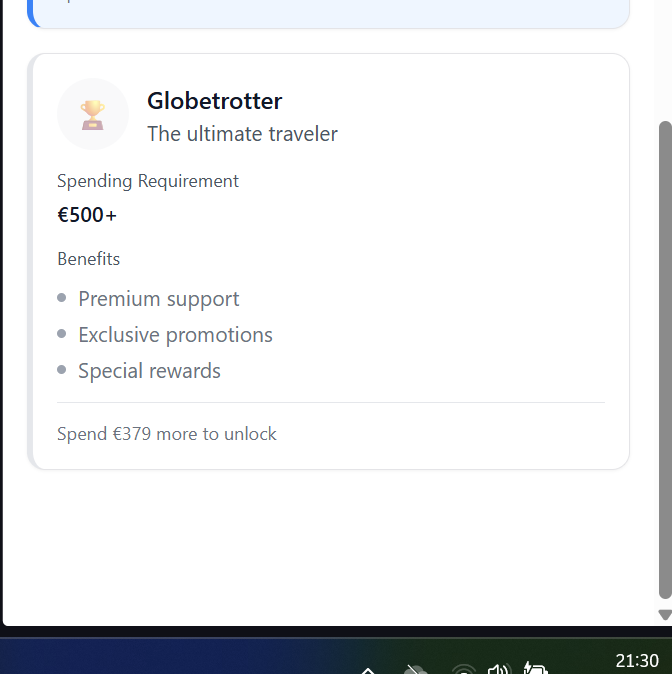 Globetrotter
The ultimate traveler
Spending Requirement
€500+
Benefits
Premium support
Exclusive promotions
Special rewards
Spend €379 more to unlock
21:30